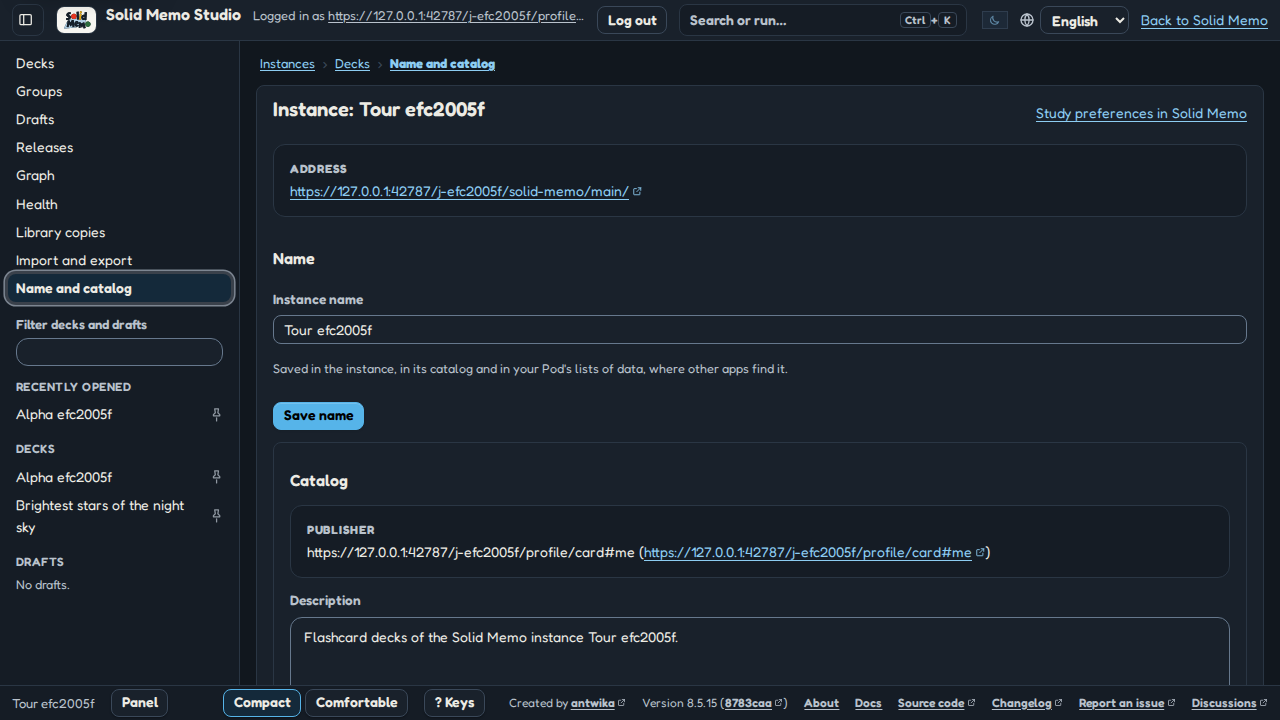 Solid Memo Studio
Logged in as https://127.0.0.1:42787/j-efc2005f/profile...
Log out
Search or run...
Ctrl+K
English
Back to Solid Memo
Decks
Groups
Drafts
Releases
Graph
Health
Library copies
Import and export
Name and catalog
Filter decks and drafts
RECENTLY OPENED
Alpha efc2005f
DECKS
Alpha efc2005f
Brightest stars of the night
sky
DRAFTS
No drafts.
Instances › Decks › Name and catalog
Instance: Tour efc2005f
Study preferences in Solid Memo
ADDRESS
https://127.0.0.1:42787/j-efc2005f/solid-memo/main/
Name
Instance name
Tour efc2005f
Saved in the instance, in its catalog and in your Pod's lists of data, where other apps find it.
Save name
Catalog
PUBLISHER
https://127.0.0.1:42787/j-efc2005f/profile/card#me (https://127.0.0.1:42787/j-efc2005f/profile/card#me)
Description
Flashcard decks of the Solid Memo instance Tour efc2005f.
Tour efc2005f
Panel
Compact
Comfortable
? Keys
Created by antwika
Version 8.5.15 (8783caa)
About
Docs
Source code
Changelog
Report an issue
Discussions